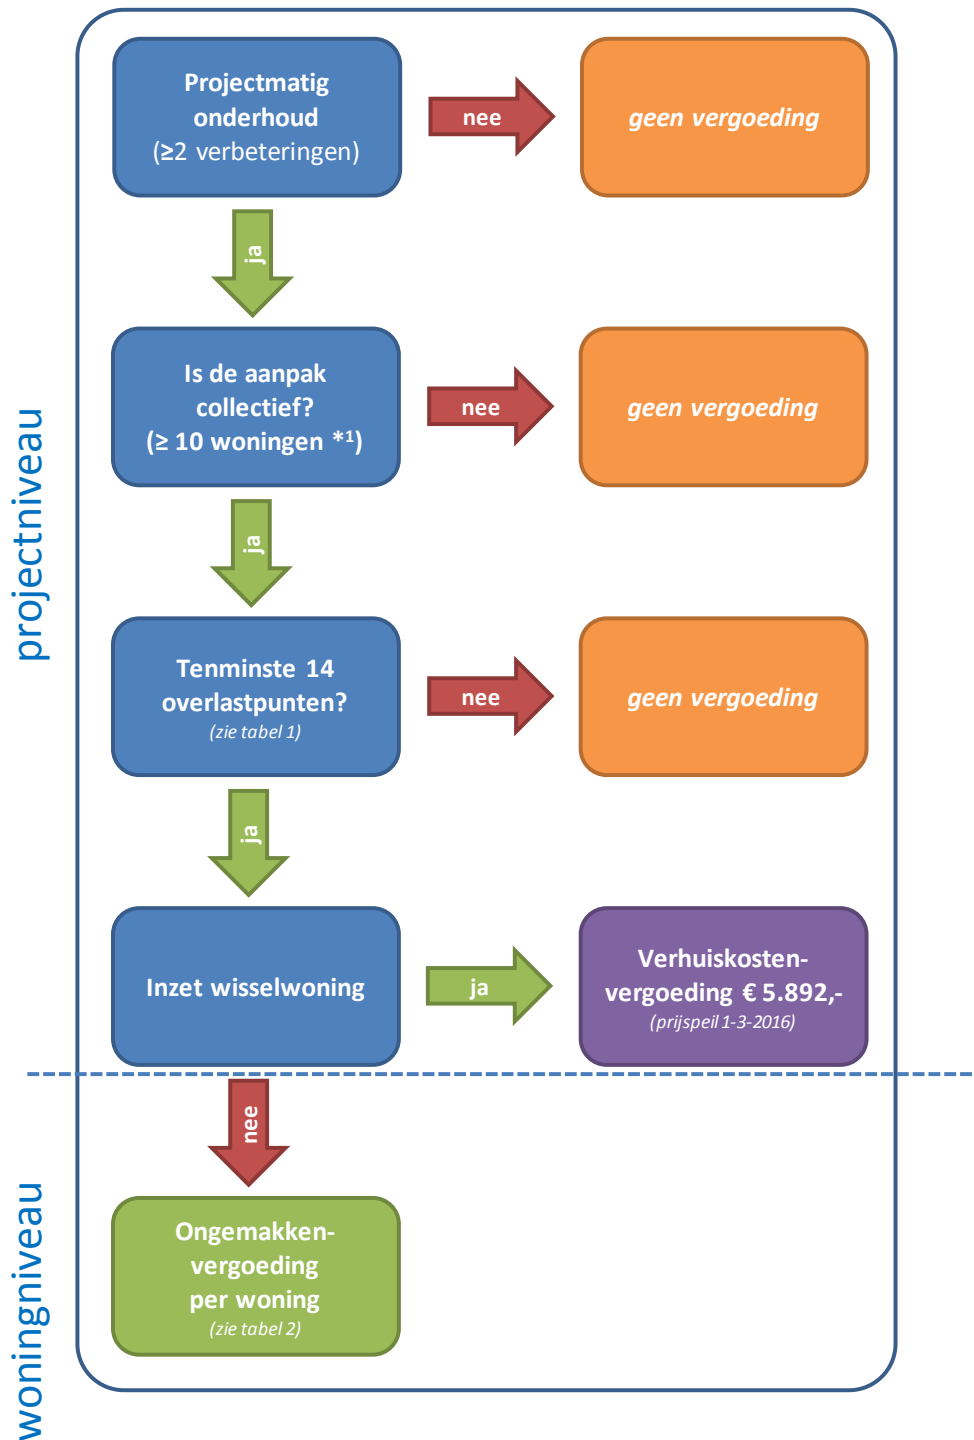 Projectmatig
onderhoud
(≥2 verbeteringen)
nee
geen vergoeding
ja
Is de aanpak
collectief?
(≥ 10 woningen *¹)
nee
geen vergoeding
ja
projectniveau
Tenminste 14
overlastpunten?
(zie tabel 1)
nee
geen vergoeding
ja
Inzet wisselwoning
ja
Verhuiskosten-
vergoeding € 5.892,-
(prijspeil 1-3-2016)
nee
woningniveau
Ongemakken-
vergoeding
per woning
(zie tabel 2)